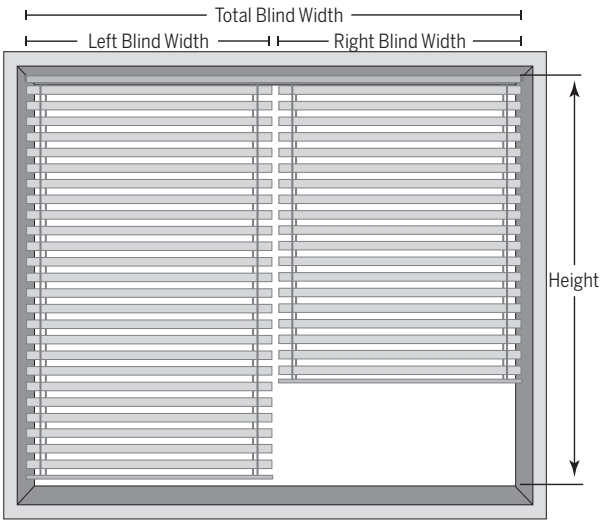 Total Blind Width
Left Blind Width
Right Blind Width
Height